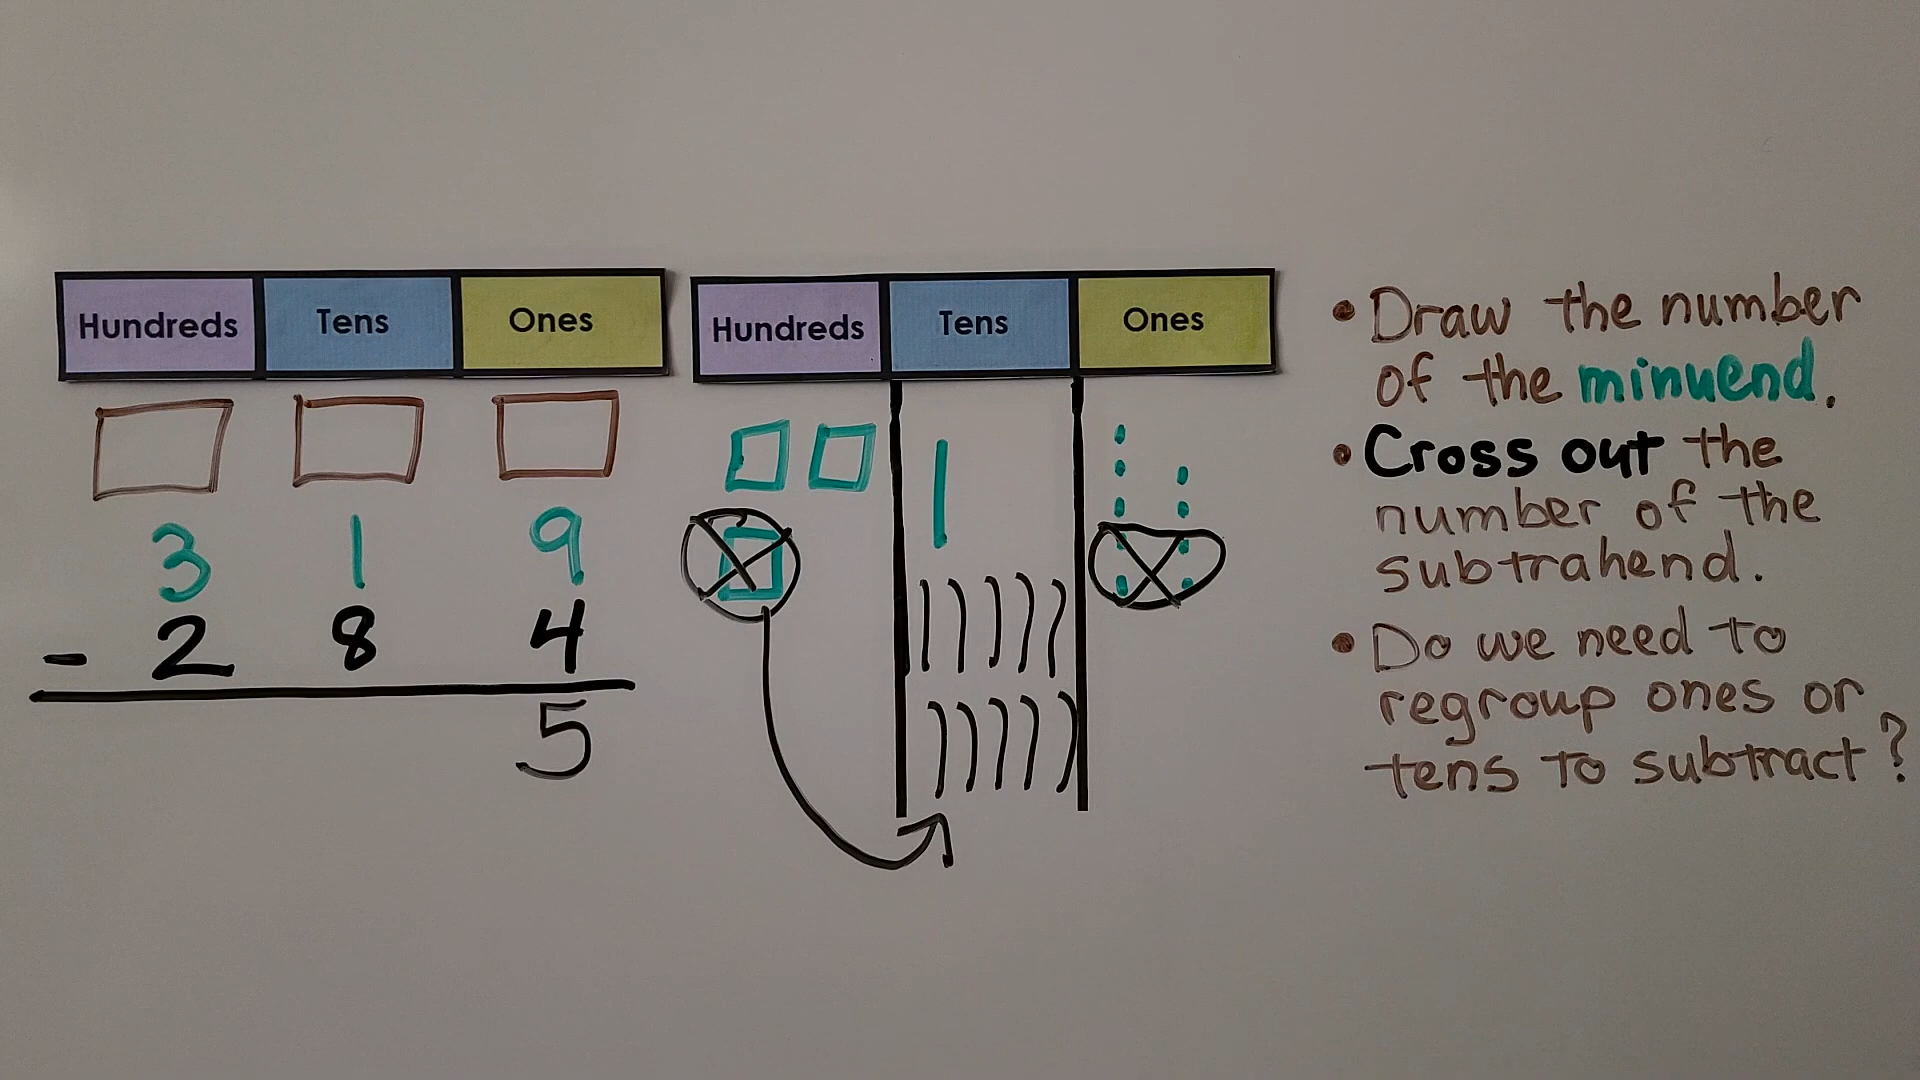 Hundreds Tens Ones
3 1 9
- 2 8 4
5
Hundreds Tens Ones
• Draw the number
of the minuend.
• Cross out the
number of the
subtrahend.
• Do we need to
regroup ones or
tens to subtract?